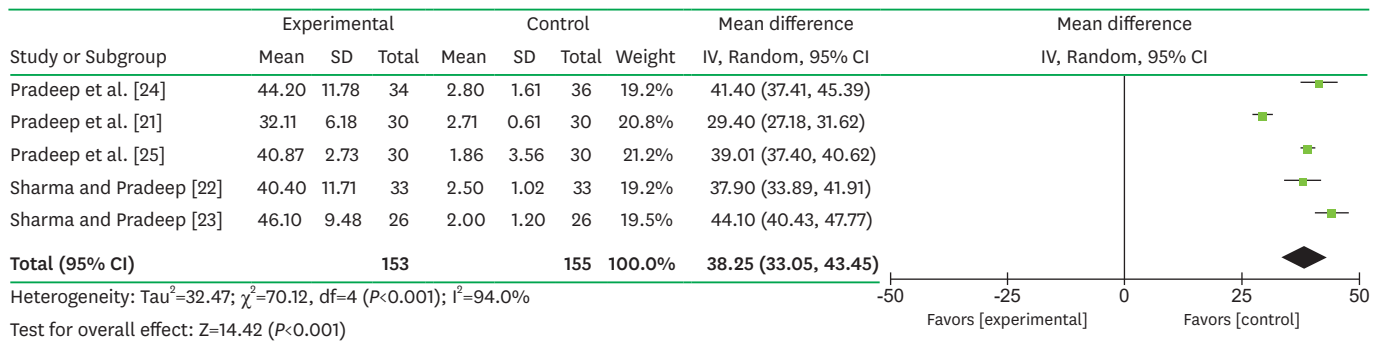 Experimental Control Mean difference Mean difference
Study or Subgroup Mean SD Total Mean SD Total Weight IV, Random, 95% CI IV, Random, 95% CI
Pradeep et al. [24] 44.20 11.78 34 2.80 1.61 36 19.2% 41.40 (37.41, 45.39)
Pradeep et al. [21] 32.11 6.18 30 2.71 0.61 30 20.8% 29.40 (27.18, 31.62)
Pradeep et al. [25] 40.87 2.73 30 1.86 3.56 30 21.2% 39.01 (37.40, 40.62)
Sharma and Pradeep [22] 40.40 11.71 33 2.50 1.02 33 19.2% 37.90 (33.89, 41.91)
Sharma and Pradeep [23] 46.10 9.48 26 2.00 1.20 26 19.5% 44.10 (40.43, 47.77)
Total (95% CI) 153 155 100.0% 38.25 (33.05, 43.45)
Heterogeneity: Tau²=32.47; χ²=70.12, df=4 (P<0.001); I²=94.0%
-50 -25 0 25 50
Test for overall effect: Z=14.42 (P<0.001)
Favors [experimental] Favors [control]